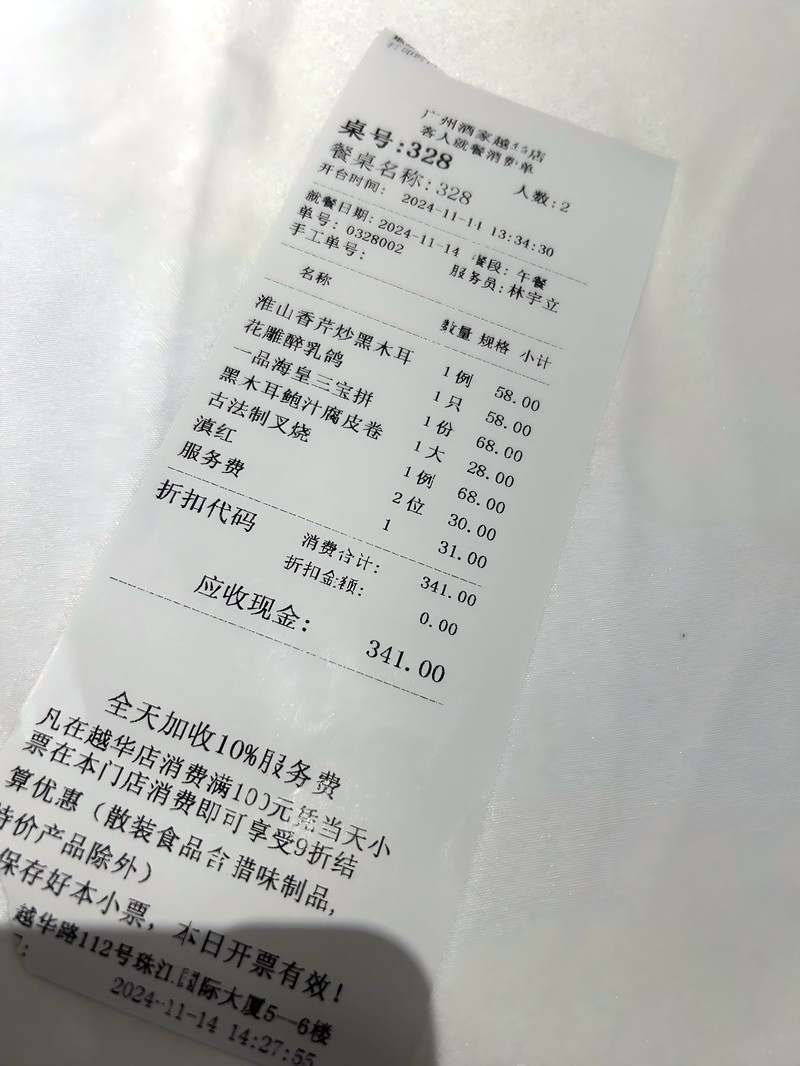 广州酒家越华店
客人就餐消费单
桌号:328 人数:2
餐桌名称:328
开台时间: 2024-11-14 13:34:30
就餐日期:2024-11-14 餐段:午餐
单号: 0328002 服务员:林宇立
手工单号:
名称 数量 规格 小计
淮山香芹炒黑木耳 1 例 58.00
花雕醉乳鸽 1 只 58.00
一品海皇三宝拼 1 份 68.00
黑木耳鲍汁腐皮卷 1 大 28.00
古法制叉烧 1 例 68.00
滇红 2 位 30.00
服务费 1 31.00
折扣代码 消费合计: 341.00
折扣金额: 0.00
应收现金: 341.00
全天加收10%服务费
凡在越华店消费满100元凭当天小
票在本门店消费即可享受9折结
算优惠（散装食品含腊味制品,
特价产品除外）
保存好本小票，本日开票有效!
越华路112号珠江国际大厦5--6楼
2024-11-14 14:27:55